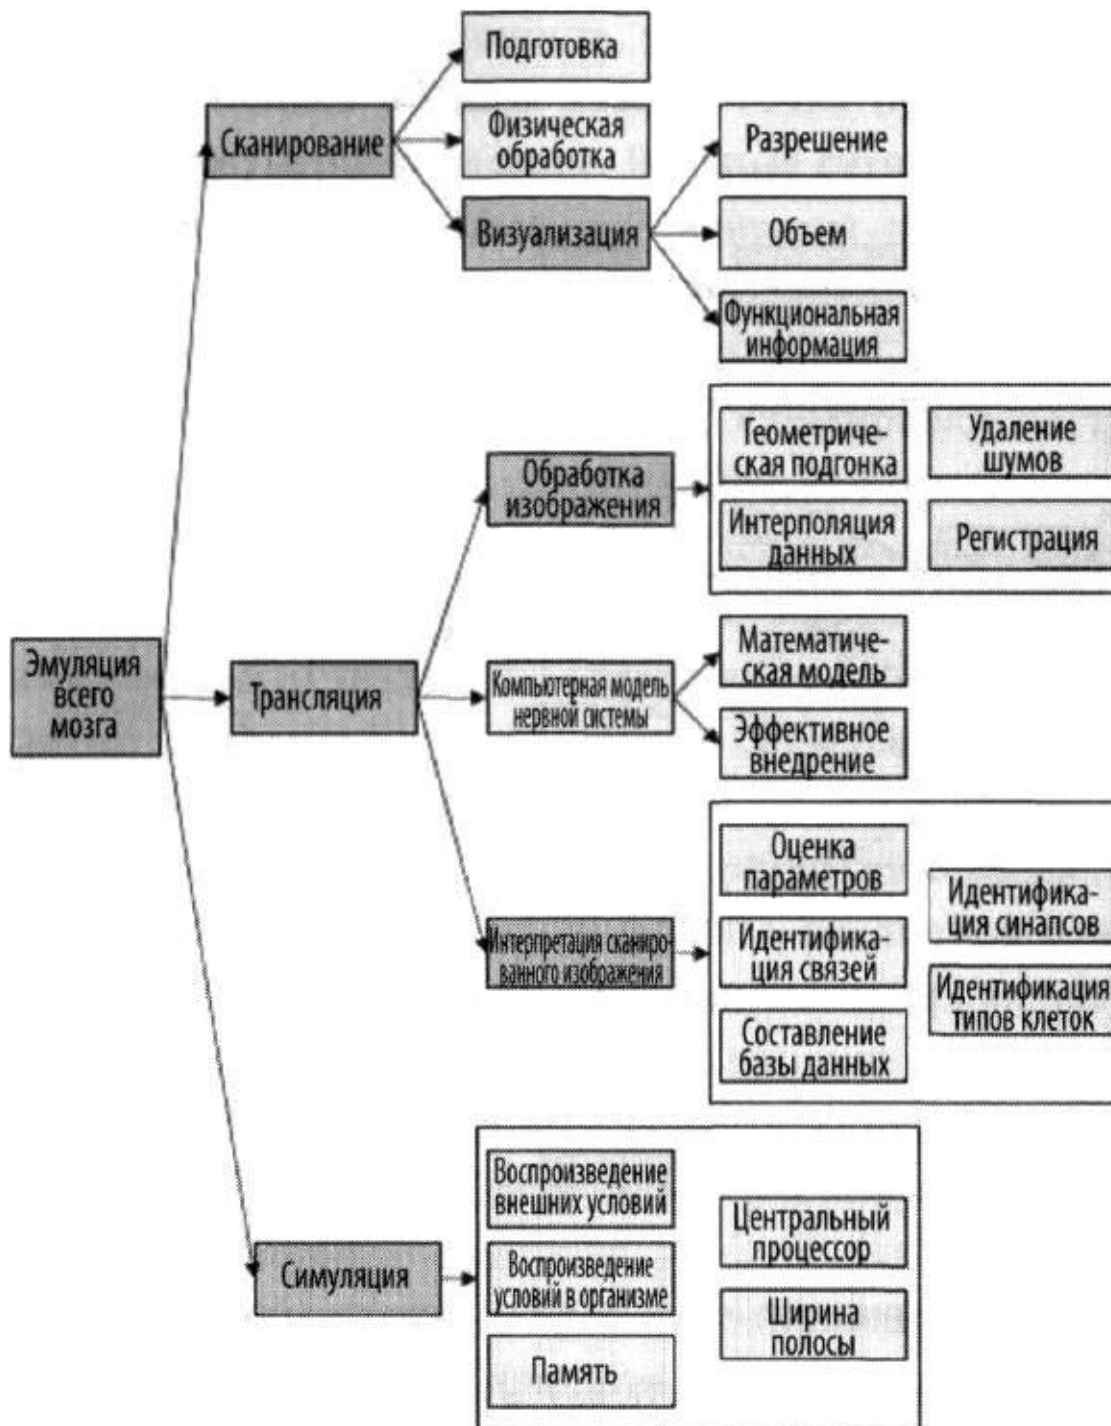 Подготовка
Физическая
обработка
Сканирование
Визуализация
Разрешение
Объем
Функциональная
информация
Эмуляция
всего
мозга
Трансляция
Обработка
изображения
Геометриче-
ская подгонка
Удаление
шумов
Интерполяция
данных
Регистрация
Компьютерная модель
нервной системы
Математиче-
ская модель
Эффективное
внедрение
Интерпретация сканиро-
ванного изображения
Оценка
параметров
Идентифика-
ция связей
Составление
базы данных
Идентифика-
ция синапсов
Идентификация
типов клеток
Симуляция
Воспроизведение
внешних условий
Воспроизведение
условий в организме
Память
Центральный
процессор
Ширина
полосы